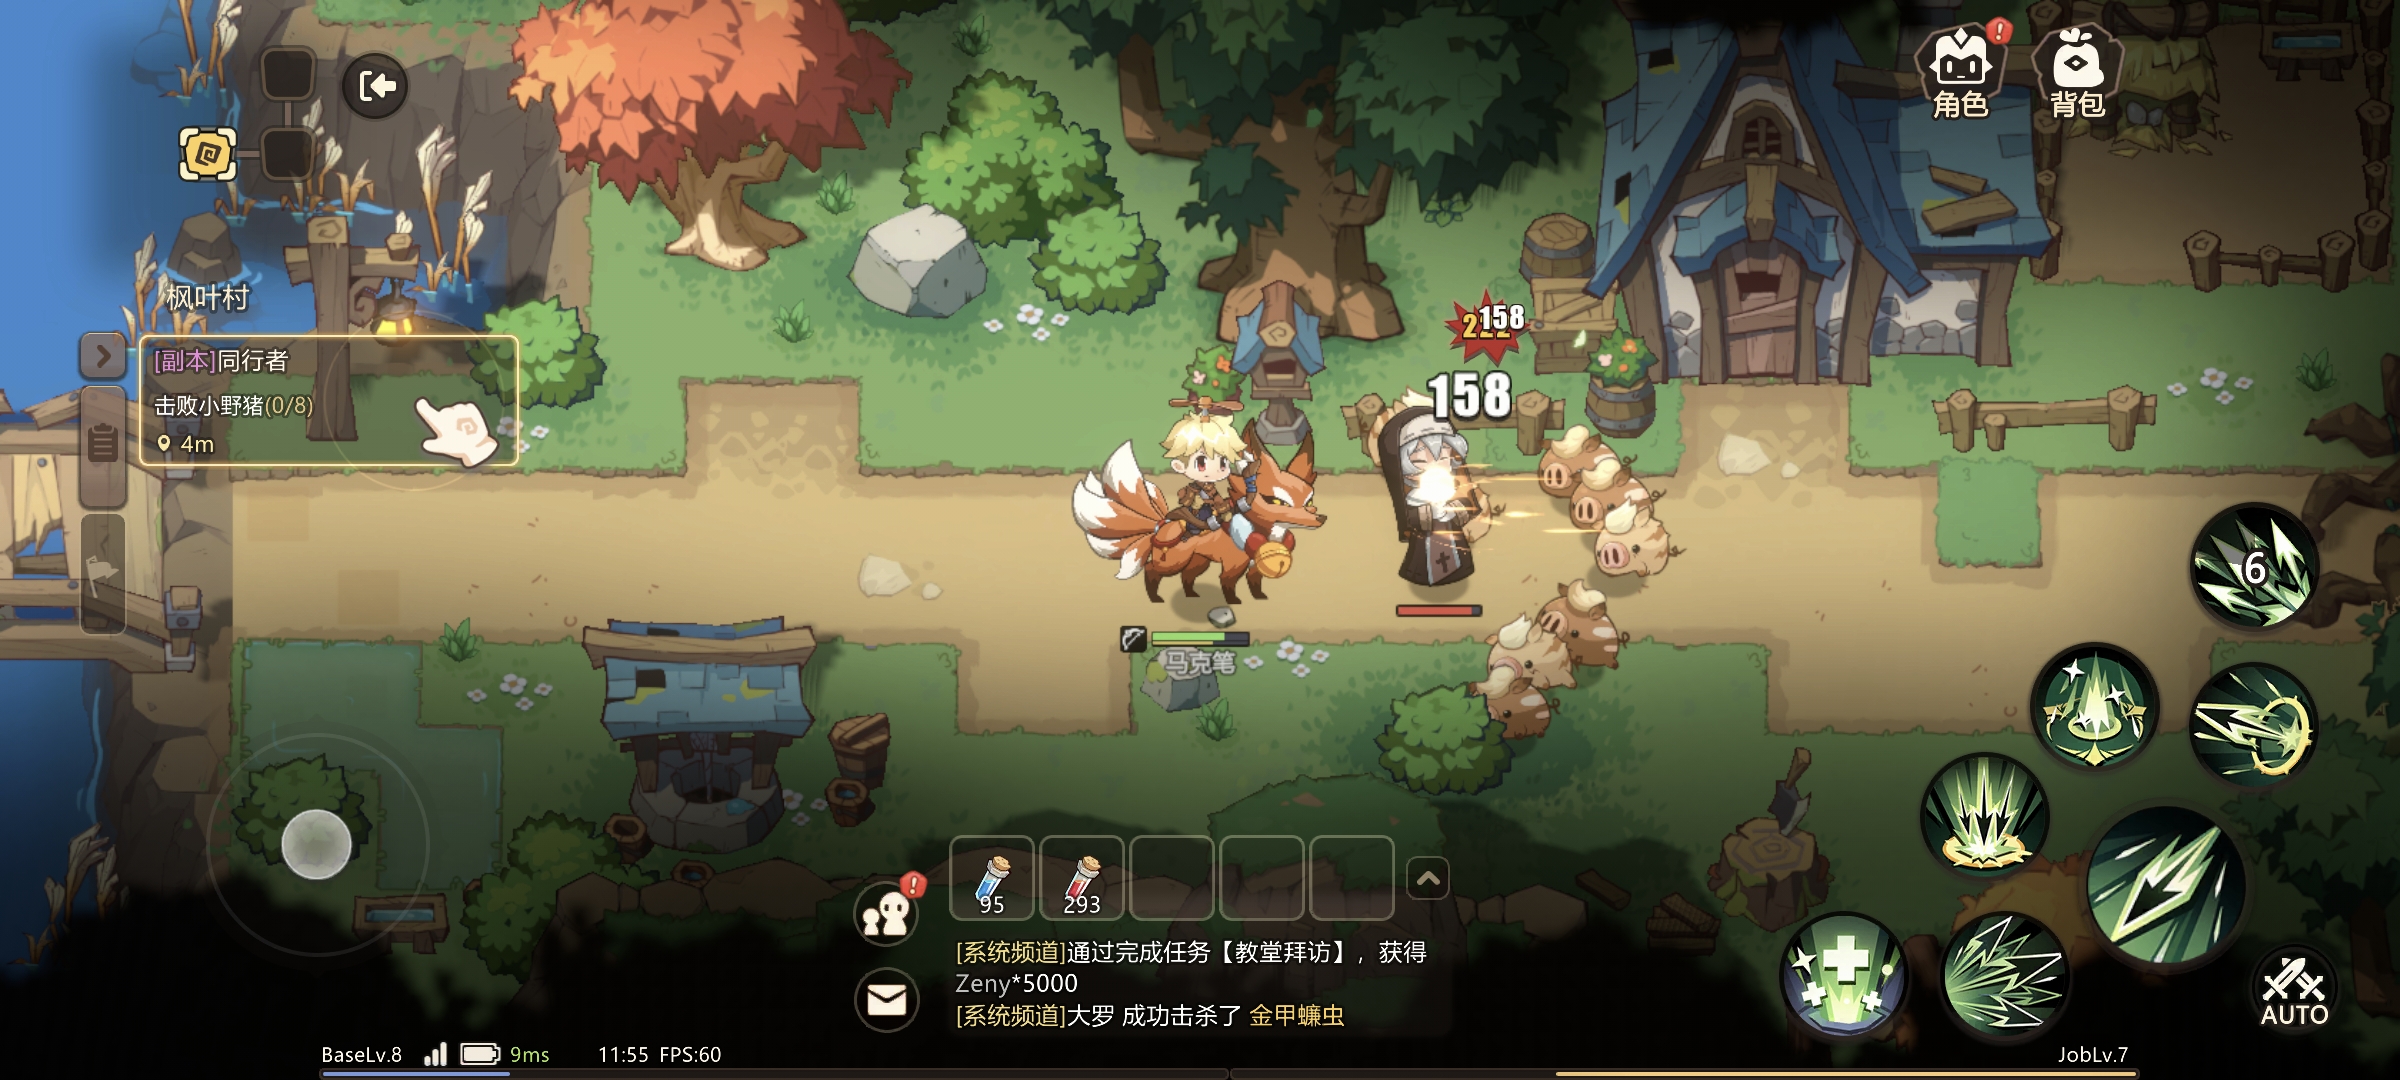 角色
背包
枫叶村
[副本]同行者
击败小野猪(0/8)
4m
158
158
马克笔
6
95
293
[系统频道]通过完成任务【教堂拜访】，获得
Zeny*5000
[系统频道]大罗 成功击杀了 金甲蠊虫
AUTO
BaseLv.8
9ms
11:55 FPS:60
JobLv.7